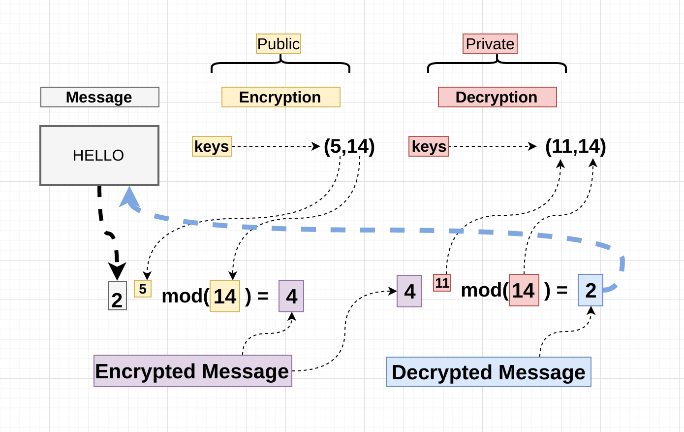 Public
Private
Message
Encryption
Decryption
HELLO
keys
(5,14)
keys
(11,14)
2 5 mod( 14 ) = 4
4 11 mod( 14 ) = 2
Encrypted Message
Decrypted Message